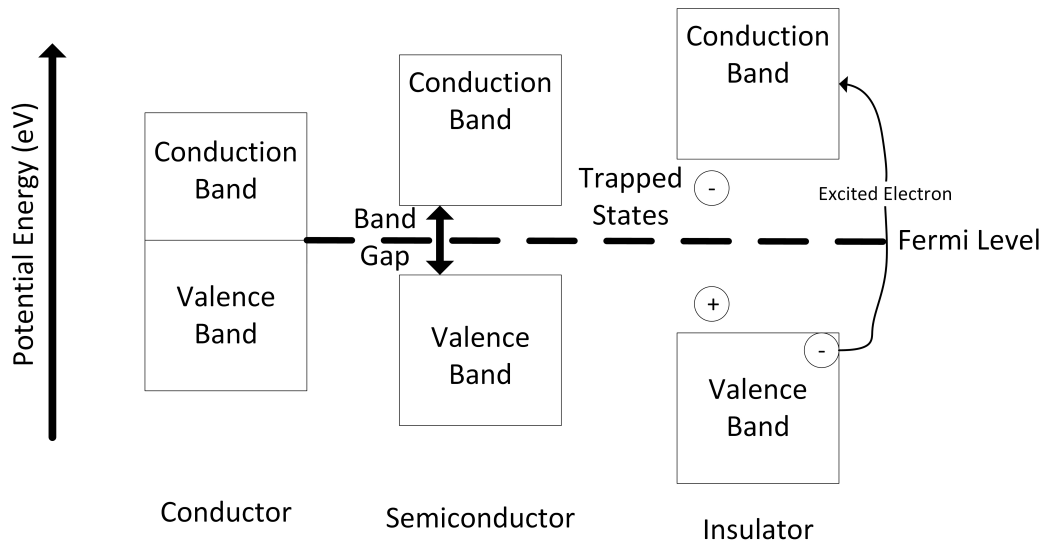 Potential Energy (eV)
Conduction
Band
Valence
Band
Conductor
Conduction
Band
Band
Gap
Valence
Band
Semiconductor
Trapped
States
Conduction
Band
-
+
-
Valence
Band
Insulator
Excited Electron
Fermi Level